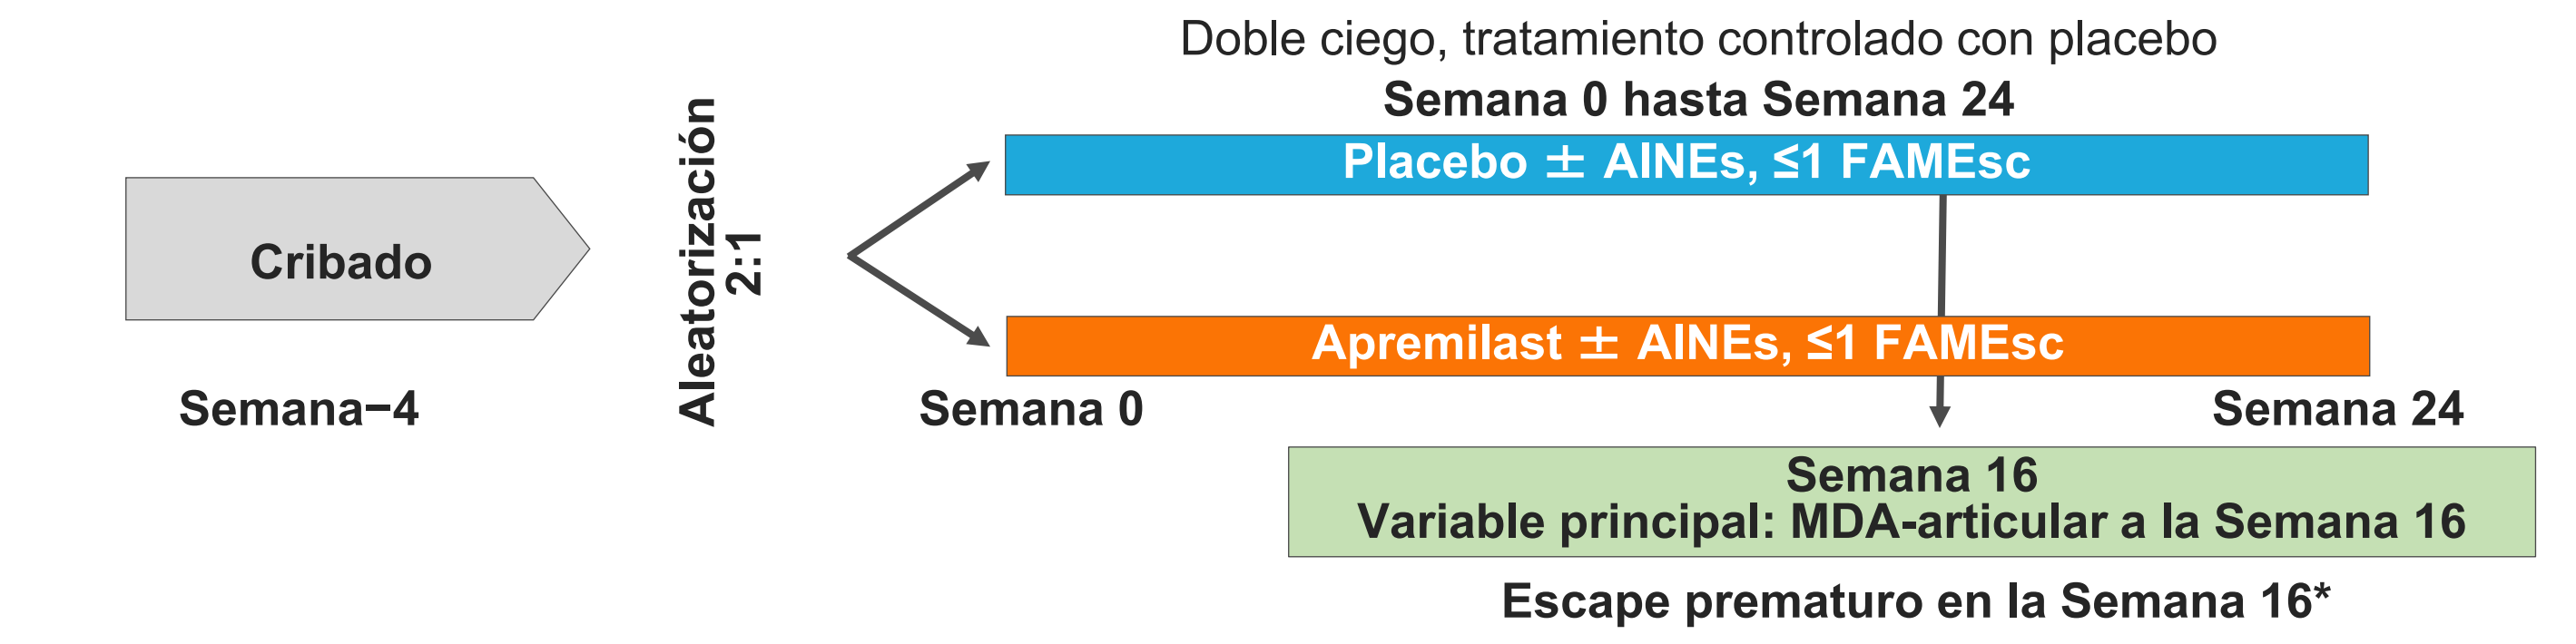 Doble ciego, tratamiento controlado con placebo
Semana 0 hasta Semana 24
Cribado
Semana−4
Aleatorización
2:1
Placebo ± AINEs, ≤1 FAMEsc
Apremilast ± AINEs, ≤1 FAMEsc
Semana 0
Semana 24
Semana 16
Variable principal: MDA-articular a la Semana 16
Escape prematuro en la Semana 16*